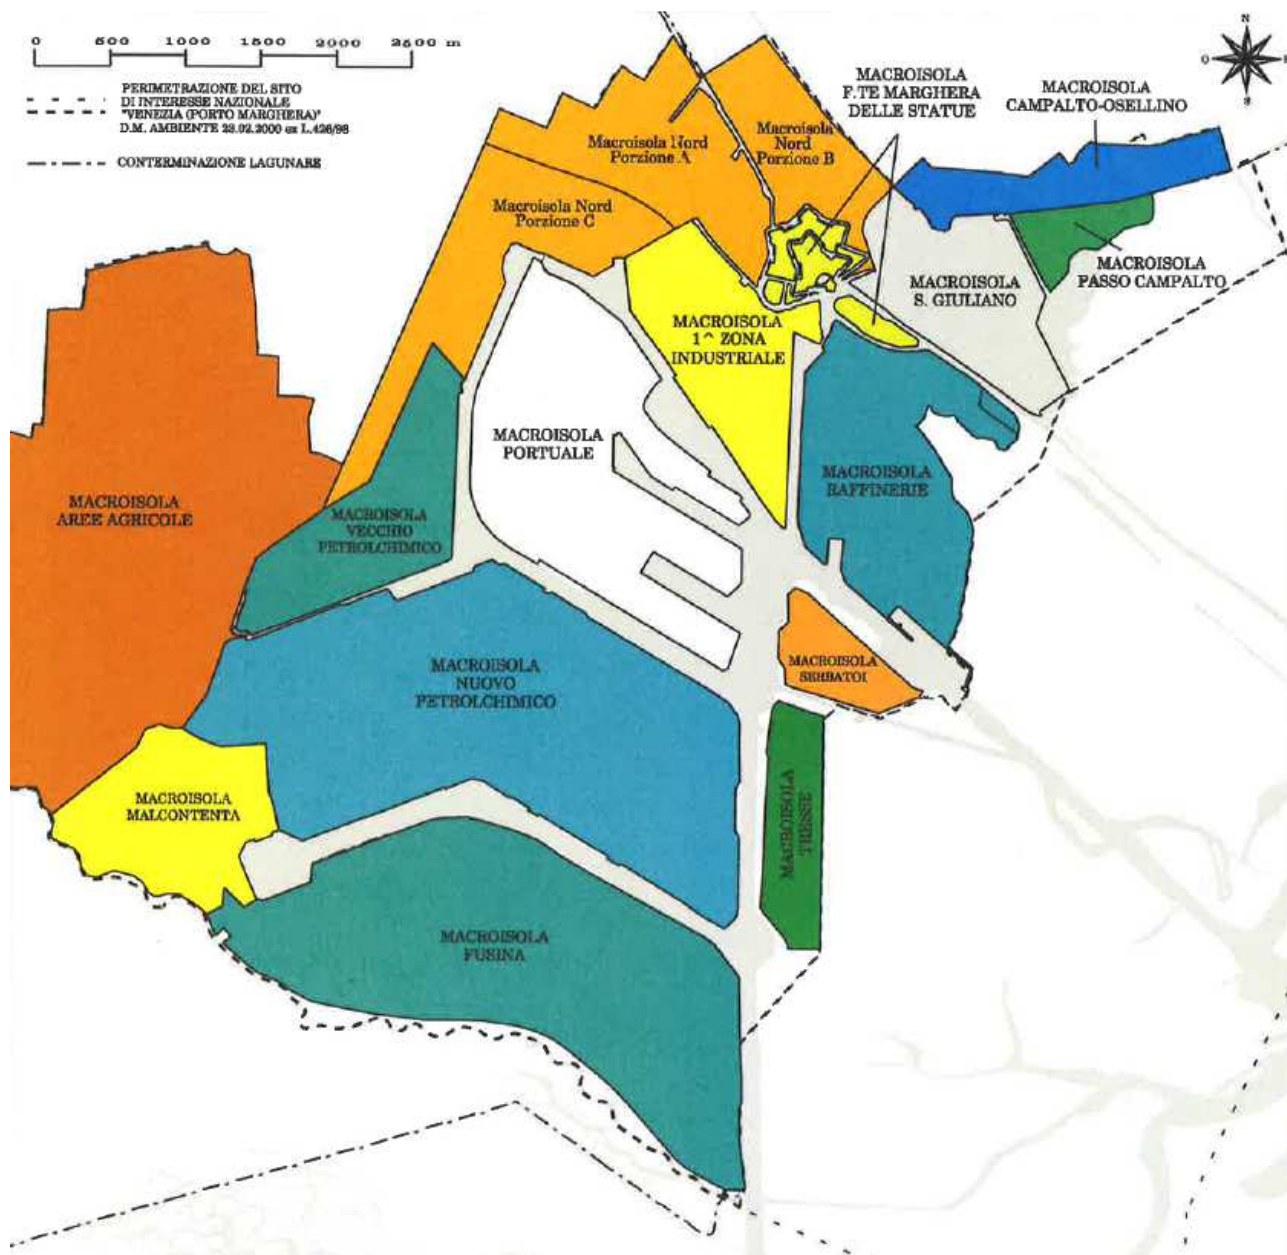 0 500 1000 1500 2000 2500 m
PERIMETRAZIONE DEL SITO
DI INTERESSE NAZIONALE
"VENEZIA (PORTO MARGHERA)"
D.M. AMBIENTE 23.02.2000 ex L.426/98
CONTERMINAZIONE LAGUNARE
N
O
S
MACROISOLA
F.TE MARGHERA
DELLE STATUE
MACROISOLA
CAMPALTO-OSELLINO
Macroisola Nord
Porzione A
Macroisola
Nord
Porzione B
Macroisola Nord
Porzione C
MACROISOLA
S. GIULIANO
MACROISOLA
PASSO CAMPALTO
MACROISOLA
1^ ZONA
INDUSTRIALE
MACROISOLA
PORTUALE
MACROISOLA
RAFFINERIE
MACROISOLA
AREE AGRICOLE
MACROISOLA
VECCHIO
PETROLCHIMICO
MACROISOLA
NUOVO
PETROLCHIMICO
MACROISOLA
SERBATOI
MACROISOLA
MALCONTENTA
MACROISOLA
TRESSE
MACROISOLA
FUSINA